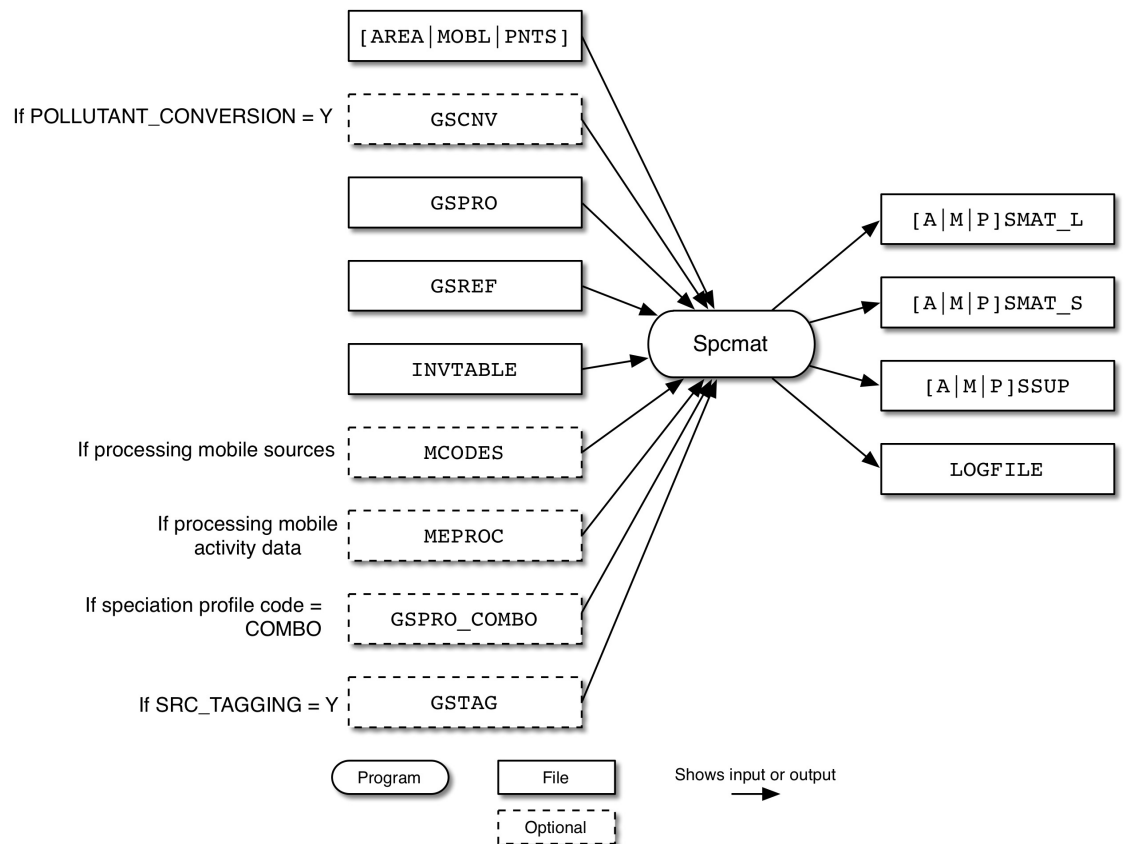 [AREA|MOBL|PNTS]
If POLLUTANT_CONVERSION = Y
GSCNV
GSPRO
GSREF
INVTABLE
If processing mobile sources
MCODES
If processing mobile
activity data
MEPROC
If speciation profile code =
COMBO
GSPRO_COMBO
If SRC_TAGGING = Y
GSTAG
Spcmat
[A|M|P]SMAT_L
[A|M|P]SMAT_S
[A|M|P]SSUP
LOGFILE
Program
File
Optional
Shows input or output